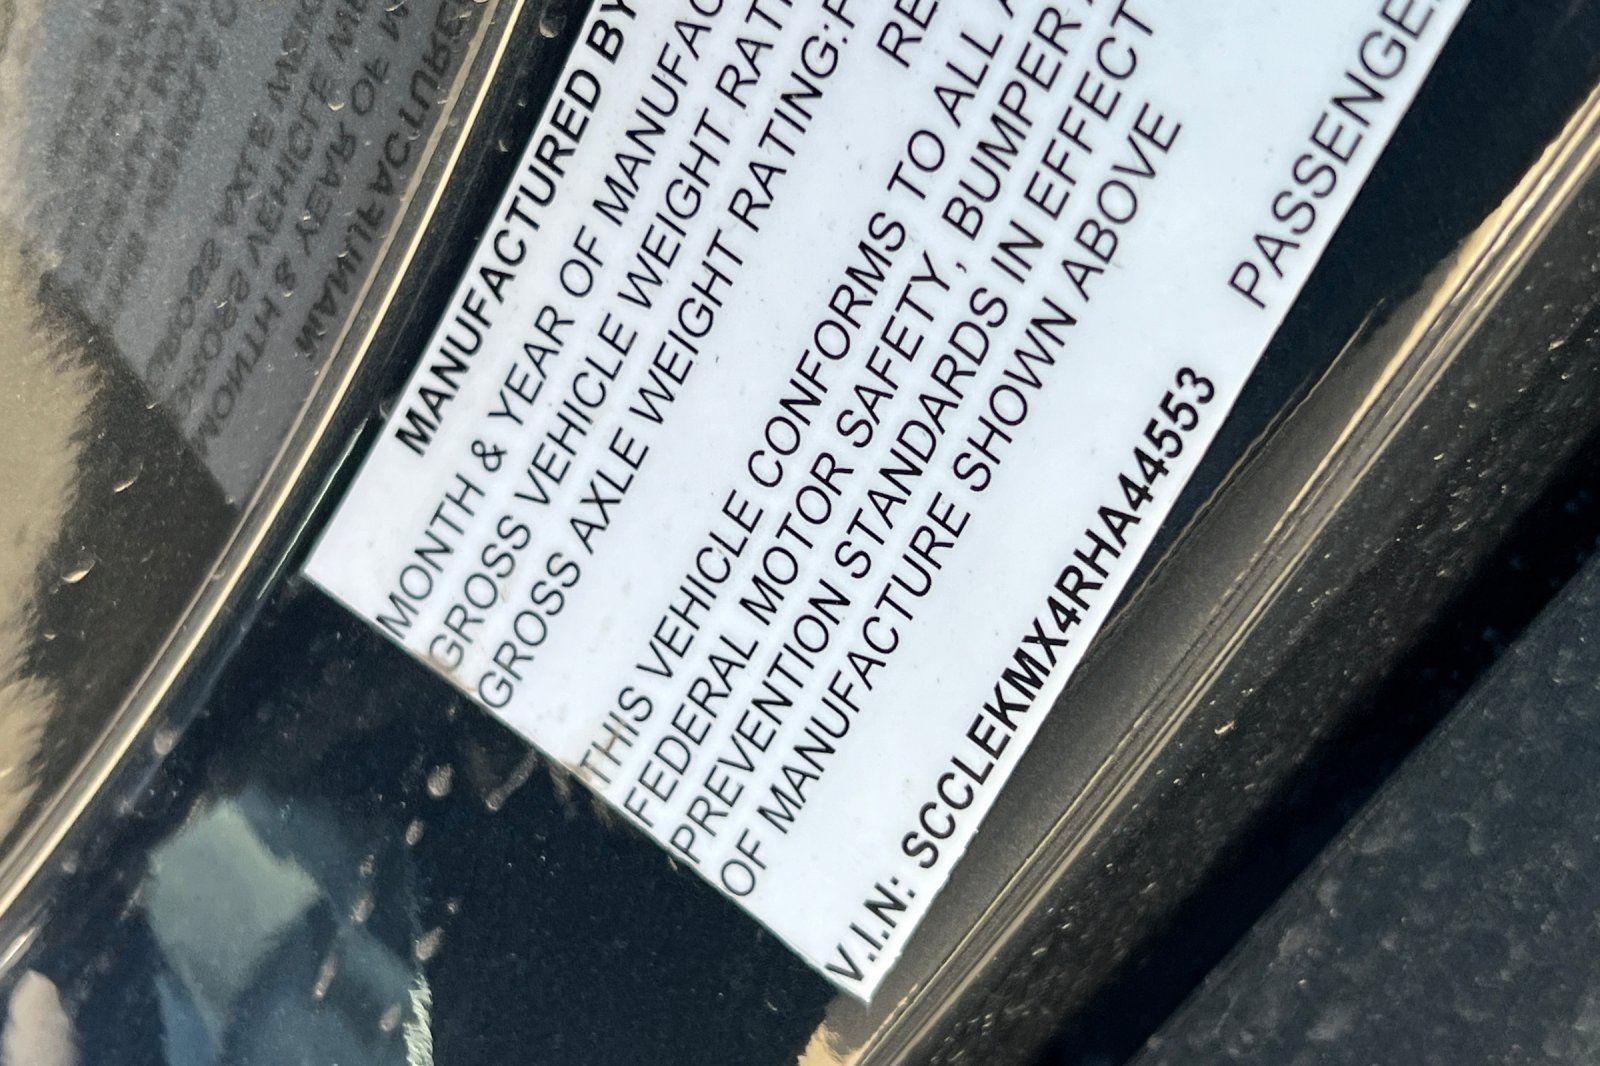 MANUFACTURED BY
MONTH & YEAR OF MANUFAC
GROSS VEHICLE WEIGHT RATI
GROSS AXLE WEIGHT RATING:F
RE
THIS VEHICLE CONFORMS TO ALL A
FEDERAL MOTOR SAFETY, BUMPER A
PREVENTION STANDARDS IN EFFECT
OF MANUFACTURE SHOWN ABOVE
V.I.N: SCCLEKMX4RHA44553
PASSENGE